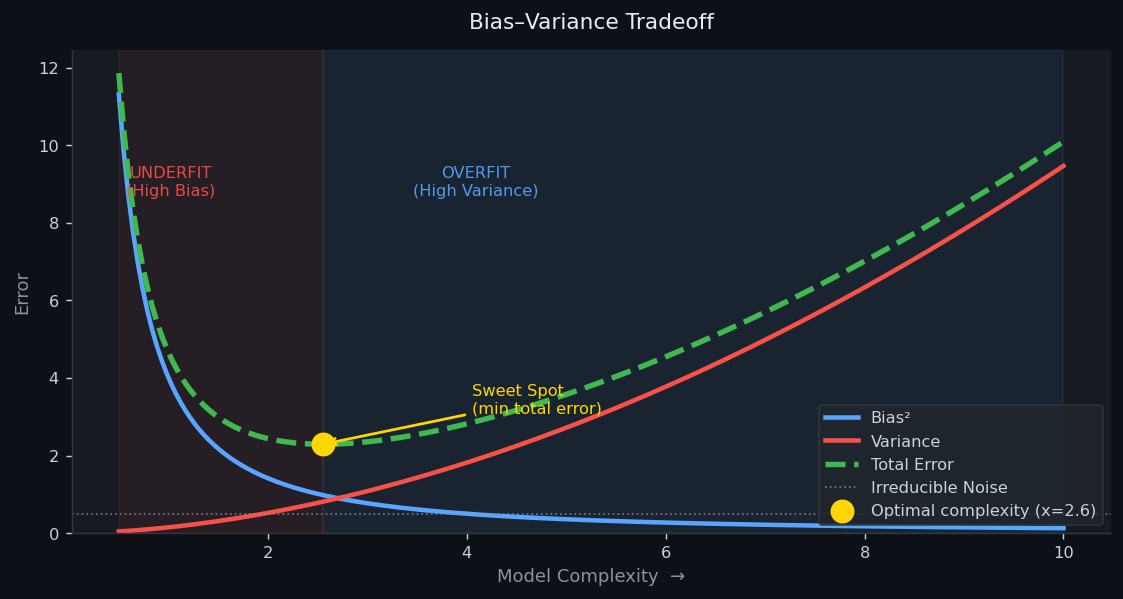 Bias–Variance Tradeoff
12
10
8
6
4
2
0
Error
UNDERFIT
(High Bias)
OVERFIT
(High Variance)
Sweet Spot
(min total error)
Bias²
Variance
Total Error
Irreducible Noise
Optimal complexity (x=2.6)
2 4 6 8 10
Model Complexity →